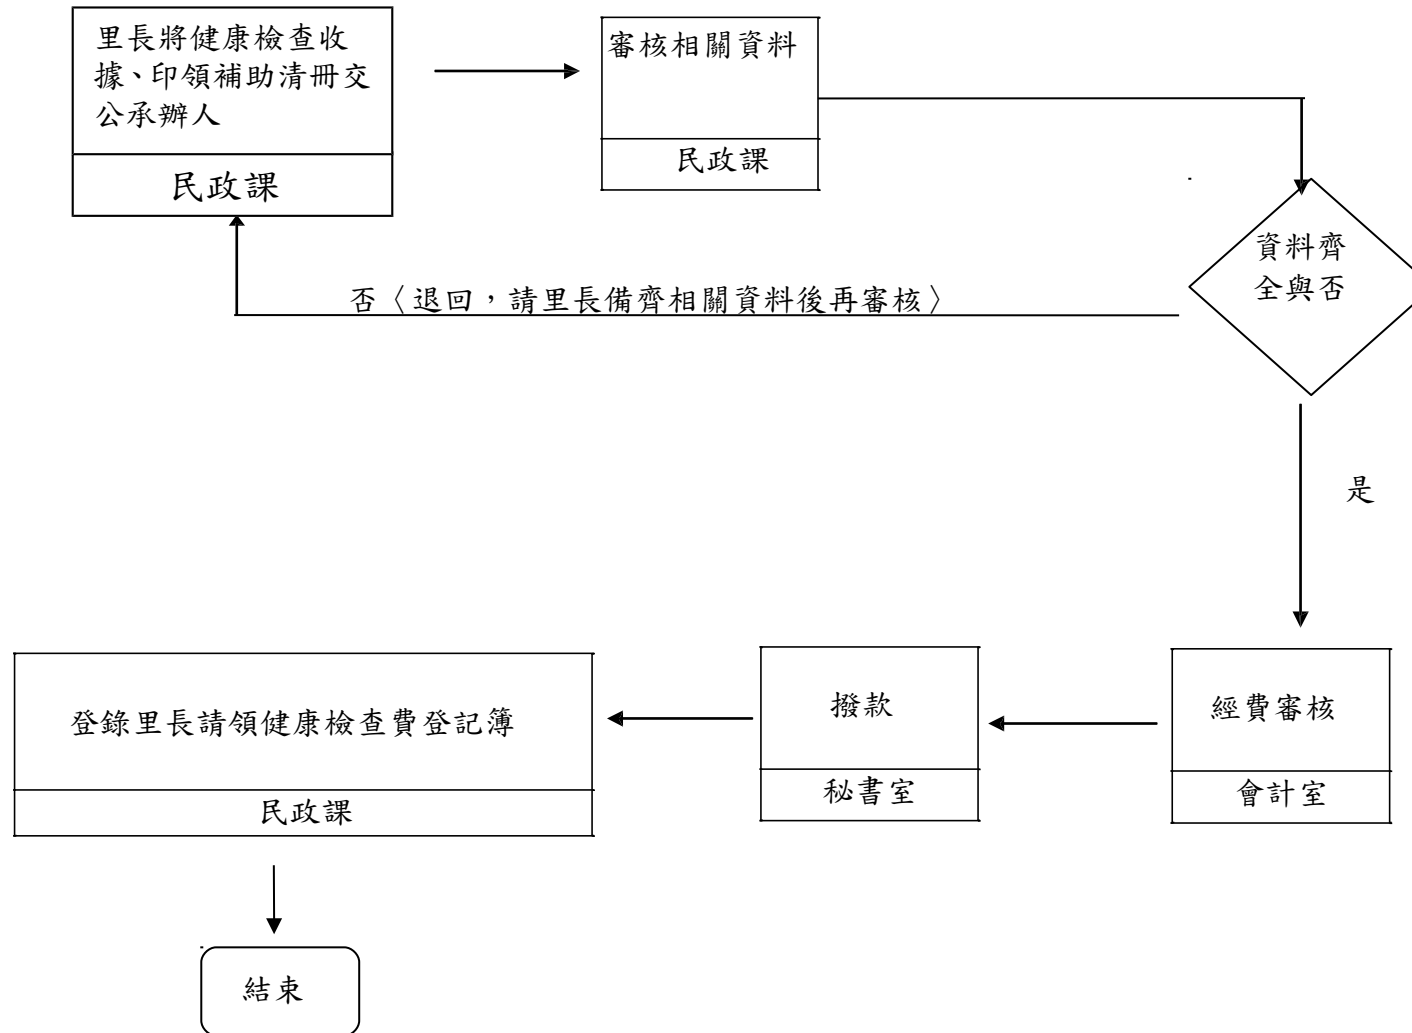 里長將健康檢查收
據、印領補助清冊交
公承辦人
民政課
審核相關資料
民政課
資料齊
全與否
否〈退回，請里長備齊相關資料後再審核〉
是
經費審核
會計室
撥款
秘書室
登錄里長請領健康檢查費登記簿
民政課
結束